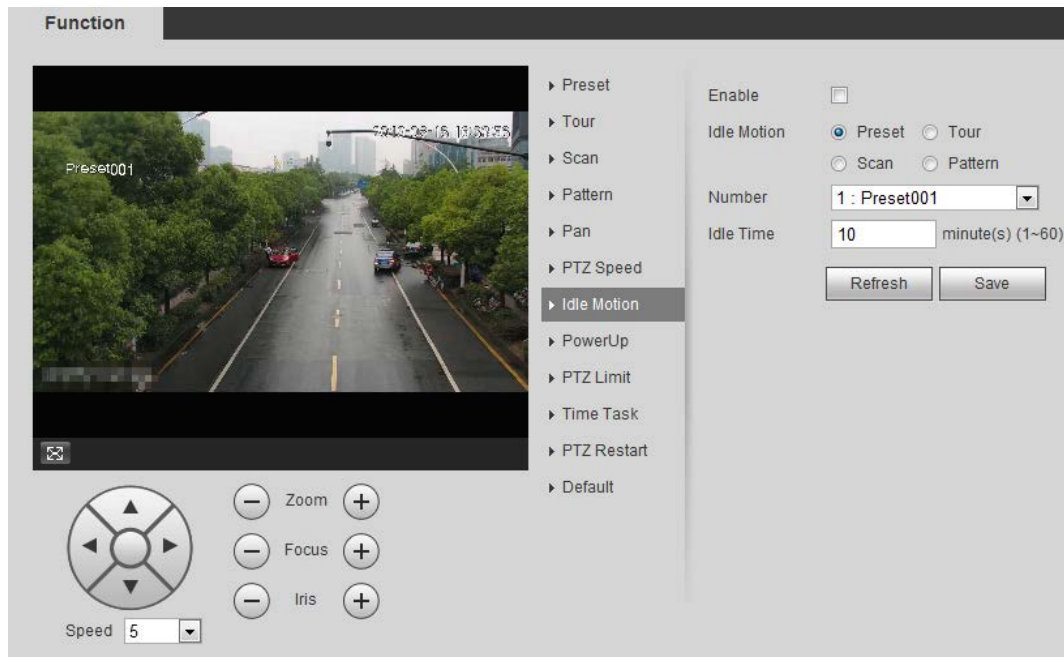 Function
Preset001
Preset
Tour
Scan
Pattern
Pan
PTZ Speed
Idle Motion
PowerUp
PTZ Limit
Time Task
PTZ Restart
Default
Enable
Idle Motion
Preset
Tour
Scan
Pattern
Number
1 : Preset001
Idle Time
10
minute(s) (1~60)
Refresh
Save
Zoom
Focus
Iris
Speed
5